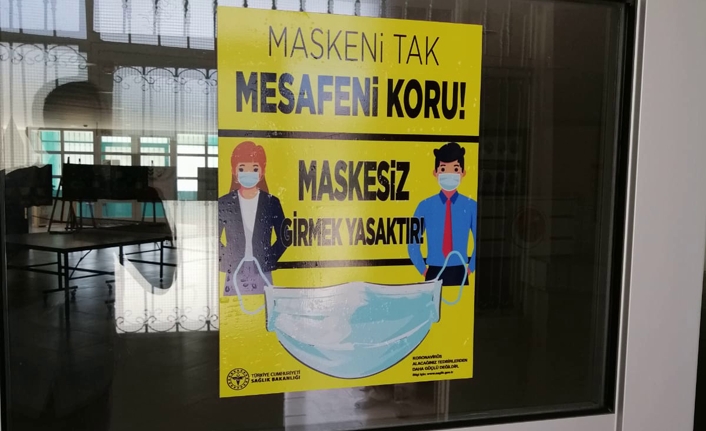 MASKENİ TAK
MESAFENİ KORU!
MASKESİZ
GİRMEK YASAKTIR!
TÜRKİYE CUMHURİYETİ
SAĞLIK BAKANLIĞI
KORONAVİRÜS
ALACAĞINIZ TEDBİRLERDEN
DAHA GÜÇLÜ DEĞİLDİR.